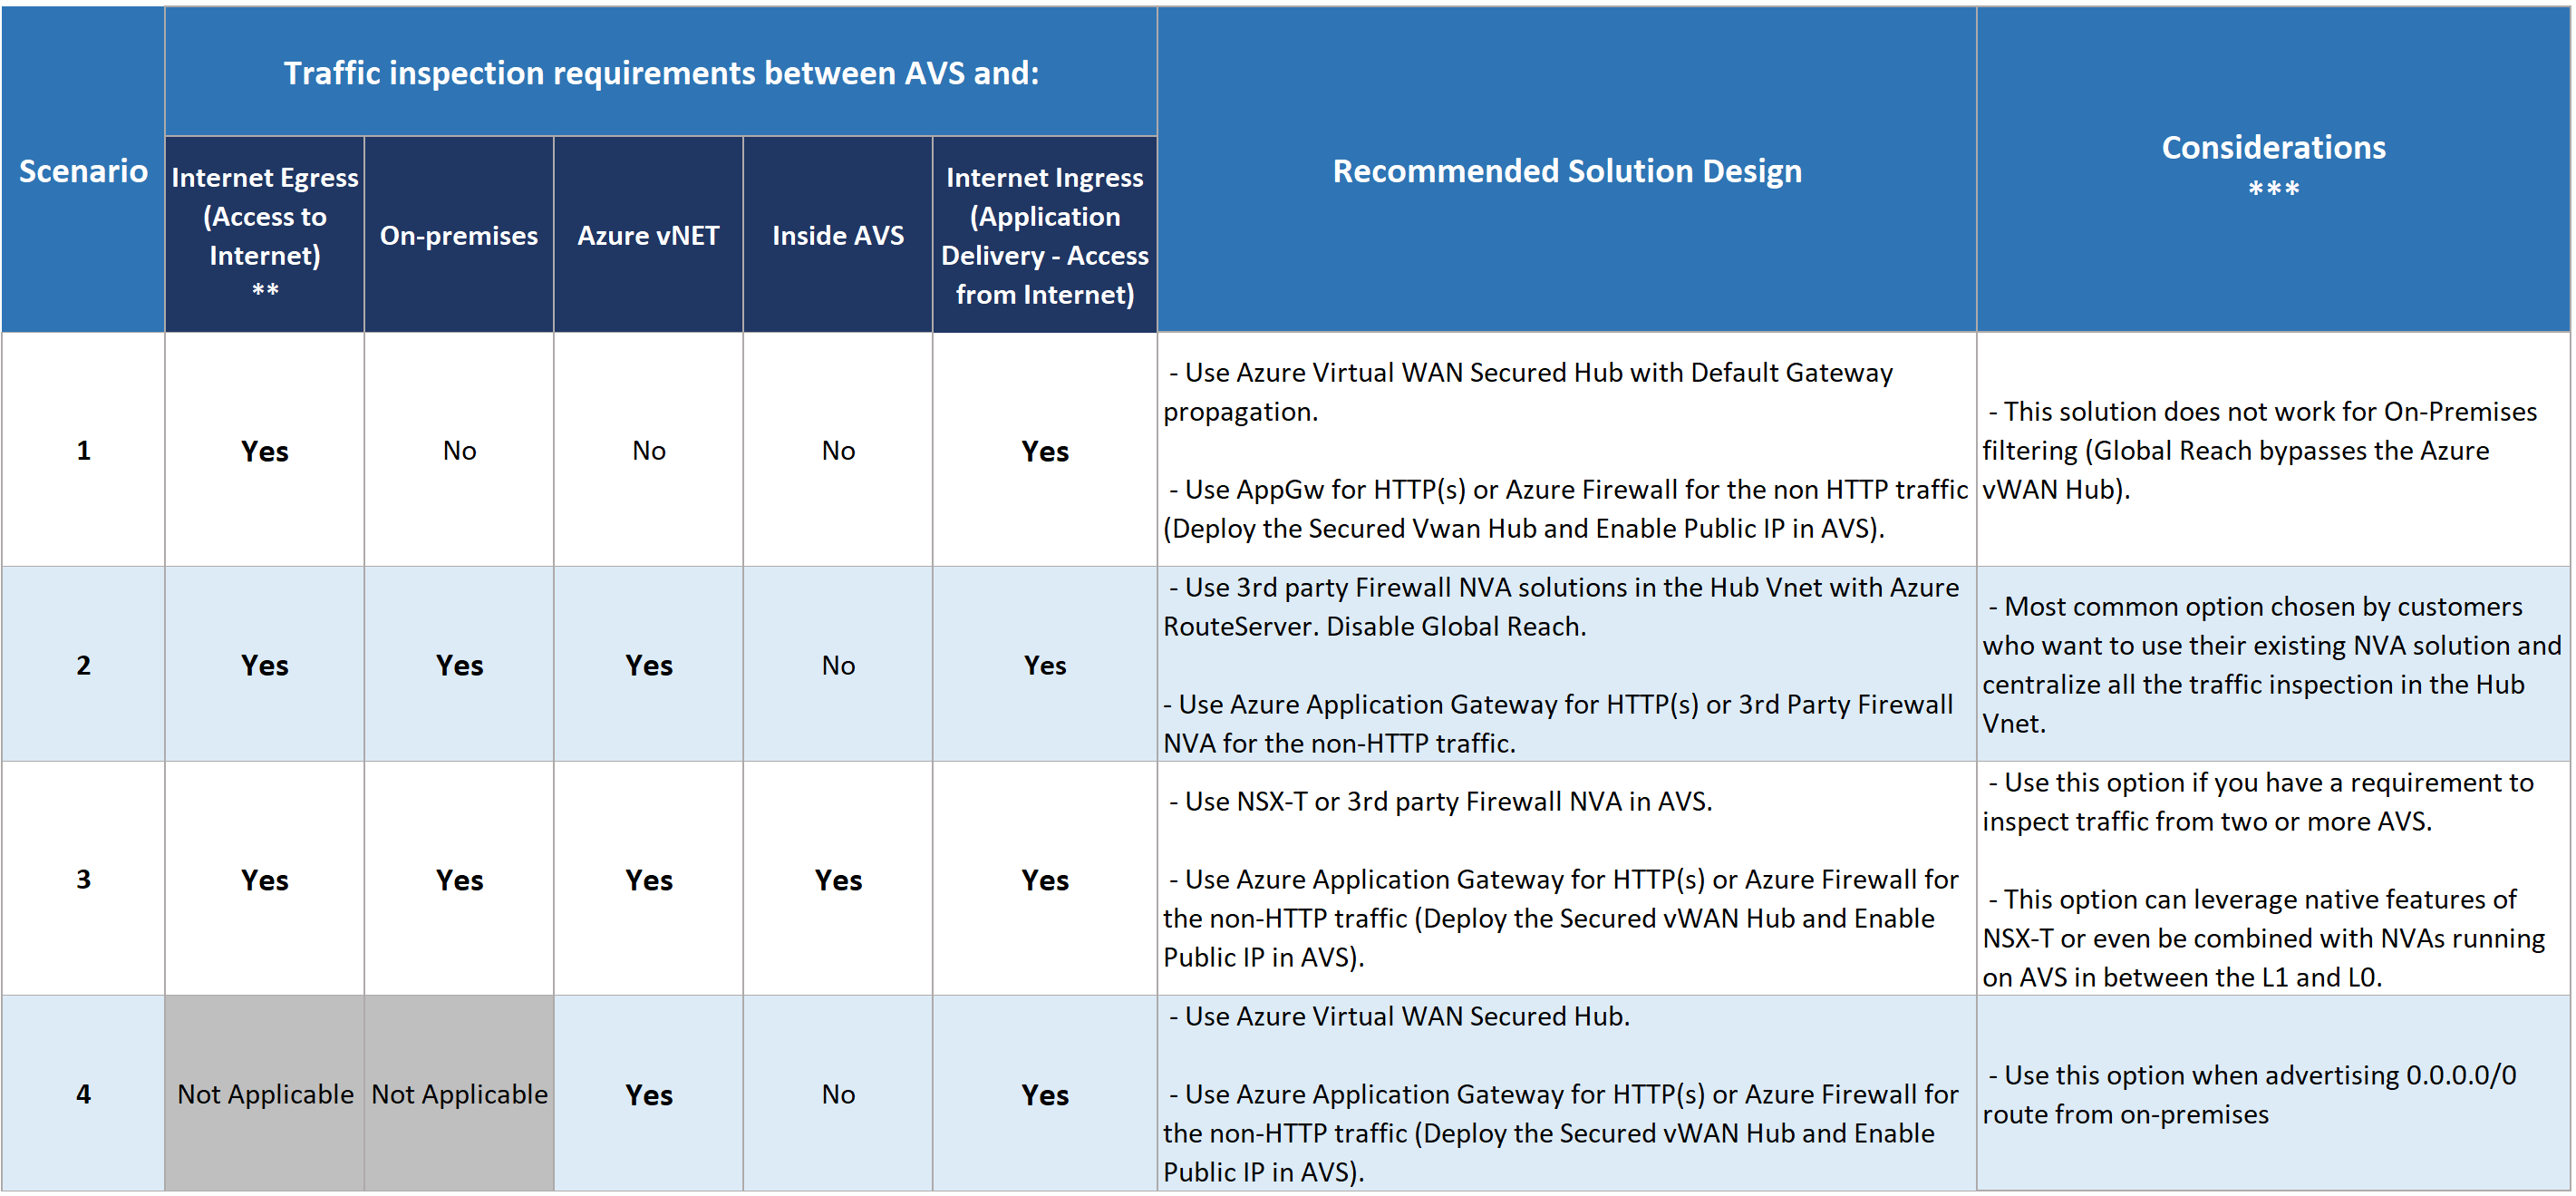 Scenario
Traffic inspection requirements between AVS and:
Internet Egress
(Access to
Internet)
**
On-premises
Azure vNET
Inside AVS
Internet Ingress
(Application
Delivery - Access
from Internet)
Recommended Solution Design
Considerations
***
1
Yes
No
No
No
Yes
- Use Azure Virtual WAN Secured Hub with Default Gateway
propagation.
- Use AppGw for HTTP(s) or Azure Firewall for the non HTTP traffic
(Deploy the Secured Vwan Hub and Enable Public IP in AVS).
- This solution does not work for On-Premises
filtering (Global Reach bypasses the Azure
vWAN Hub).
2
Yes
Yes
Yes
No
Yes
- Use 3rd party Firewall NVA solutions in the Hub Vnet with Azure
RouteServer. Disable Global Reach.
- Use Azure Application Gateway for HTTP(s) or 3rd Party Firewall
NVA for the non-HTTP traffic.
- Most common option chosen by customers
who want to use their existing NVA solution and
centralize all the traffic inspection in the Hub
Vnet.
3
Yes
Yes
Yes
Yes
Yes
- Use NSX-T or 3rd party Firewall NVA in AVS.
- Use Azure Application Gateway for HTTP(s) or Azure Firewall for
the non-HTTP traffic (Deploy the Secured vWAN Hub and Enable
Public IP in AVS).
- Use this option if you have a requirement to
inspect traffic from two or more AVS.
- This option can leverage native features of
NSX-T or even be combined with NVAs running
on AVS in between the L1 and L0.
4
Not Applicable
Not Applicable
Yes
No
Yes
- Use Azure Virtual WAN Secured Hub.
- Use Azure Application Gateway for HTTP(s) or Azure Firewall for
the non-HTTP traffic (Deploy the Secured vWAN Hub and Enable
Public IP in AVS).
- Use this option when advertising 0.0.0.0/0
route from on-premises